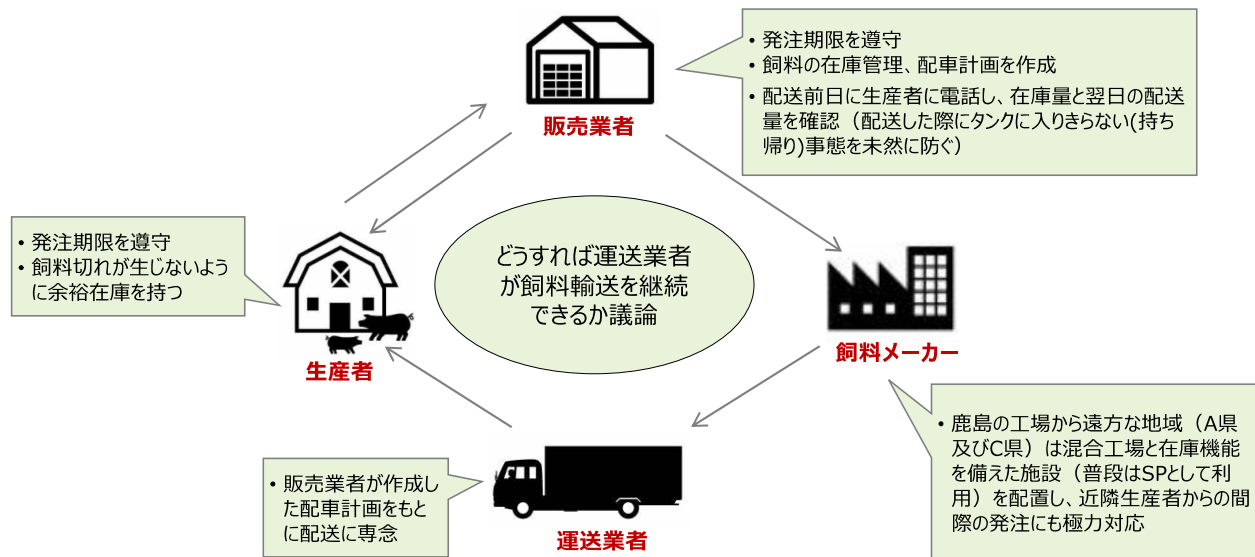 • 発注期限を遵守
• 飼料の在庫管理、配車計画を作成
• 配送前日に生産者に電話し、在庫量と翌日の配送
量を確認（配送した際にタンクに入りきらない(持ち
帰り)事態を未然に防ぐ）
販売業者
• 発注期限を遵守
• 飼料切れが生じないよう
に余裕在庫を持つ
生産者
どうすれば運送業者
が飼料輸送を継続
できるか議論
飼料メーカー
• 鹿島の工場から遠方な地域（A県
及びC県）は混合工場と在庫機能
を備えた施設（普段はSPとして利
用）を配置し、近隣生産者からの間
際の発注にも極力対応
• 販売業者が作成し
た配車計画をもと
に配送に専念
運送業者